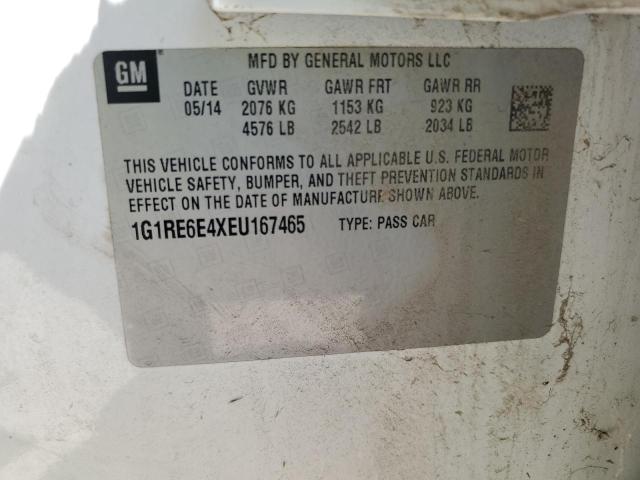 GM
MFD BY GENERAL MOTORS LLC
DATE GVWR GAWR FRT GAWR RR
05/14 2076 KG 1153 KG 923 KG
4576 LB 2542 LB 2034 LB
THIS VEHICLE CONFORMS TO ALL APPLICABLE U.S. FEDERAL MOTOR
VEHICLE SAFETY, BUMPER, AND THEFT PREVENTION STANDARDS IN
EFFECT ON THE DATE OF MANUFACTURE SHOWN ABOVE.
1G1RE6E4XEU167465 TYPE: PASS CAR